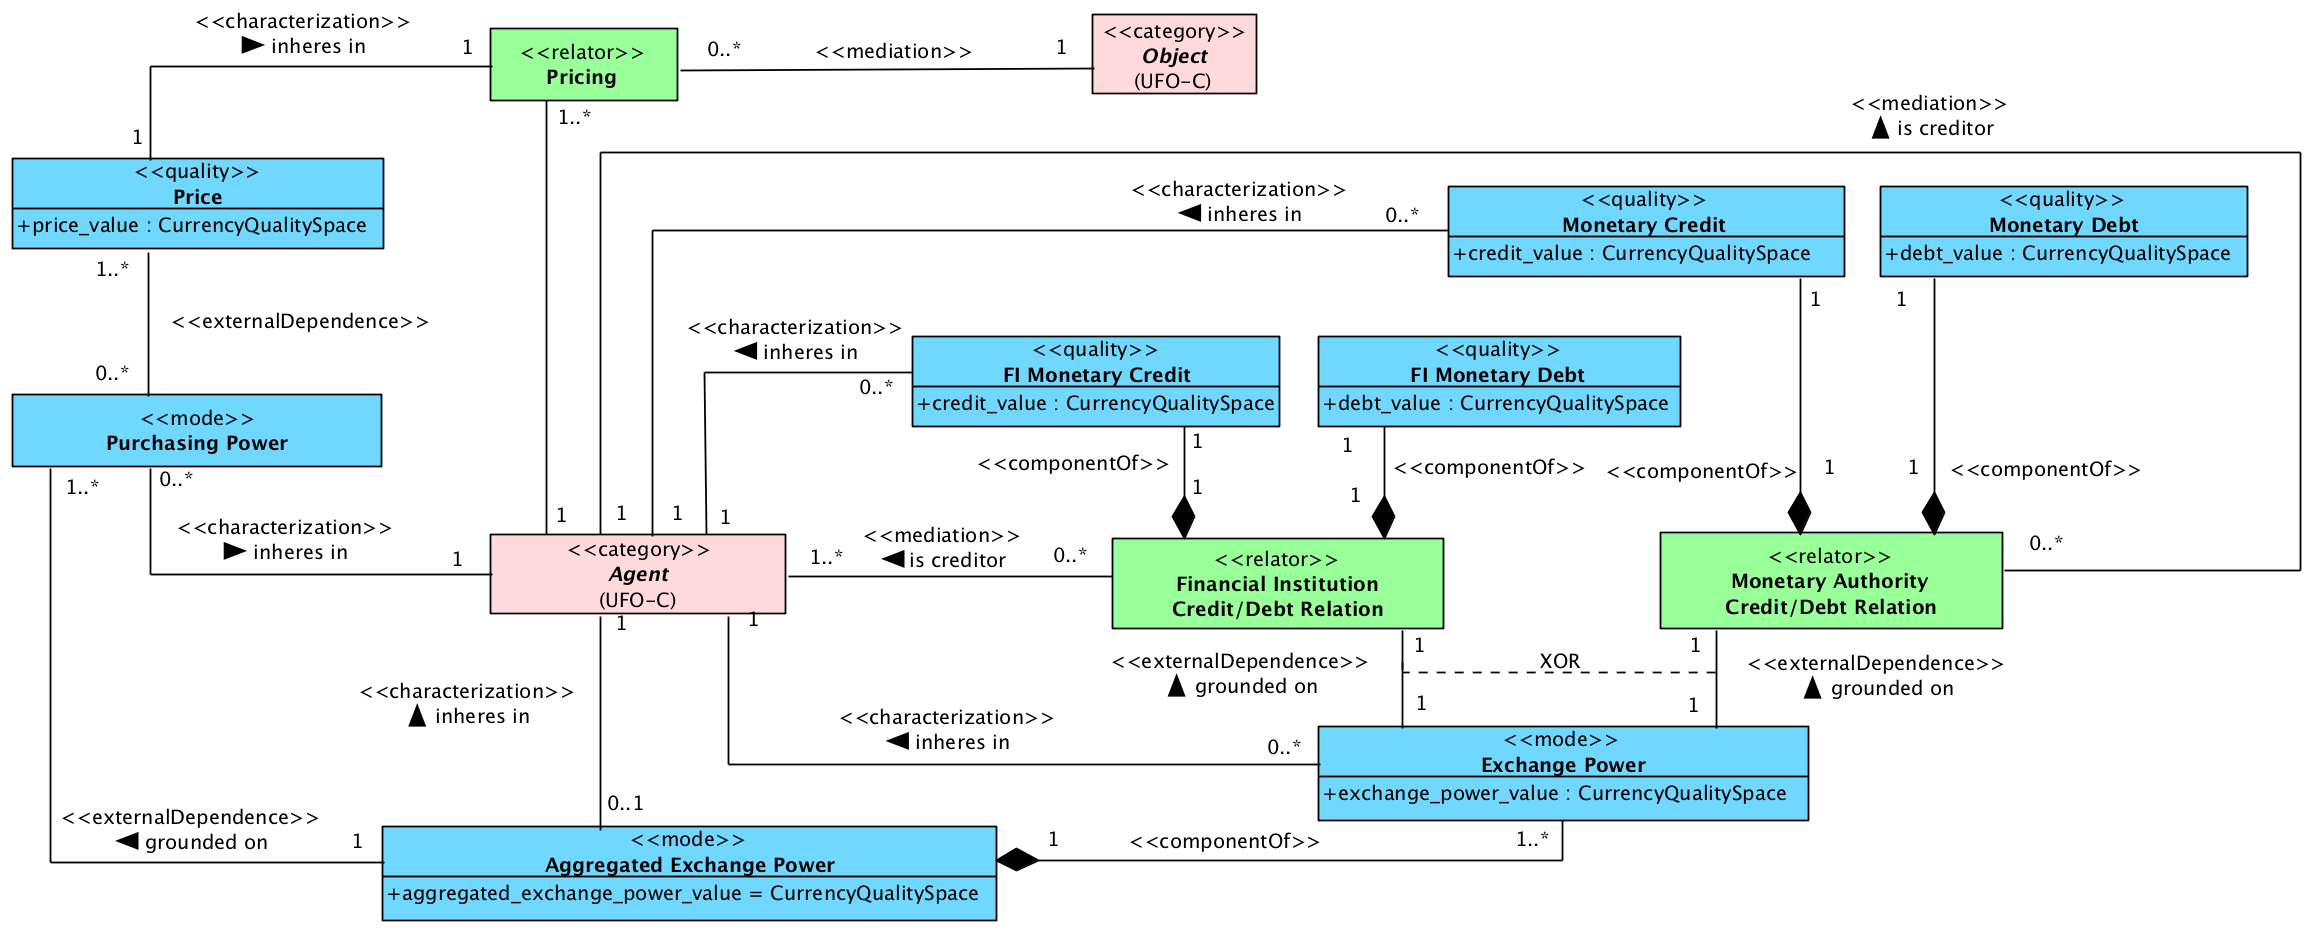 <<characterization>>
inheres in
1
<<relator>>
Pricing
0..*
<<mediation>>
1
<<category>>
Object
(UFO-C)
1..*
<<mediation>>
is creditor
1
<<quality>>
Price
+price_value : CurrencyQualitySpace
<<characterization>>
inheres in
0..*
<<quality>>
Monetary Credit
+credit_value : CurrencyQualitySpace
<<quality>>
Monetary Debt
+debt_value : CurrencyQualitySpace
1..*
<<externalDependence>>
0..*
1
1
<<characterization>>
inheres in
0..*
<<quality>>
FI Monetary Credit
+credit_value : CurrencyQualitySpace
<<quality>>
FI Monetary Debt
+debt_value : CurrencyQualitySpace
<<mode>>
Purchasing Power
1
<<componentOf>>
1
1
<<componentOf>>
1
<<componentOf>>
1
1
<<componentOf>>
1..*
0..*
<<characterization>>
inheres in
1
1
1
1
1
<<category>>
Agent
(UFO-C)
1..*
<<mediation>>
is creditor
0..*
<<relator>>
Financial Institution
Credit/Debt Relation
<<relator>>
Monetary Authority
Credit/Debt Relation
0..*
1
1
<<characterization>>
inheres in
0..1
<<characterization>>
inheres in
0..*
<<externalDependence>>
grounded on
1
1
XOR
1
1
<<externalDependence>>
grounded on
<<mode>>
Exchange Power
+exchange_power_value : CurrencyQualitySpace
<<externalDependence>>
grounded on
1
<<mode>>
Aggregated Exchange Power
+aggregated_exchange_power_value = CurrencyQualitySpace
1
<<componentOf>>
1..*